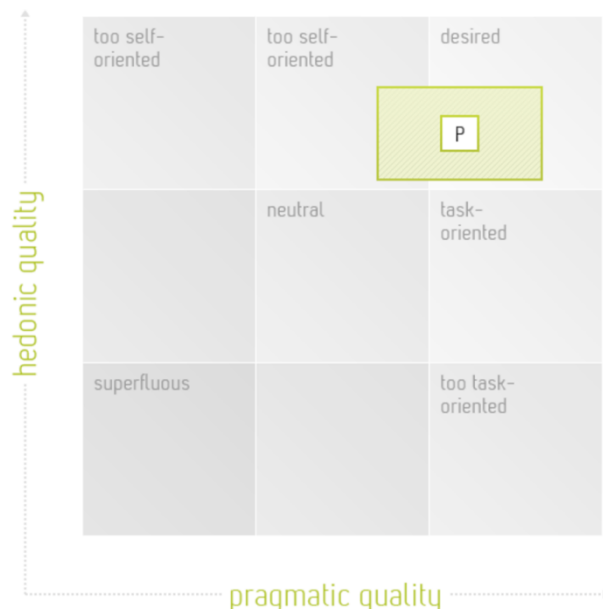 too self-
oriented
too self-
oriented
desired
P
hedonic quality
neutral
task-
oriented
superfluous
too task-
oriented
pragmatic quality